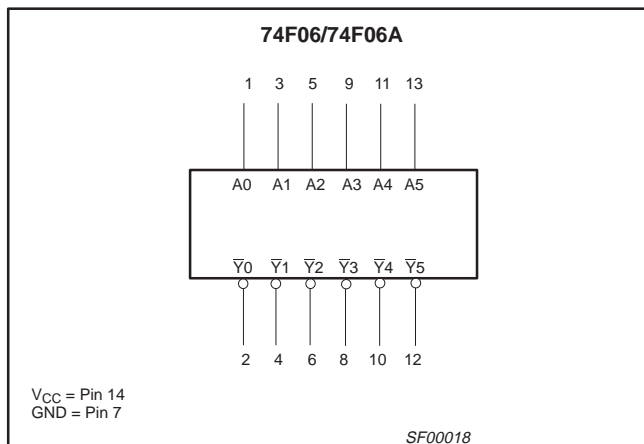 74F06/74F06A
1 3 5 9 11 13
A0 A1 A2 A3 A4 A5
Y̅0 Y̅1 Y̅2 Y̅3 Y̅4 Y̅5
2 4 6 8 10 12
VCC = Pin 14
GND = Pin 7
SF00018